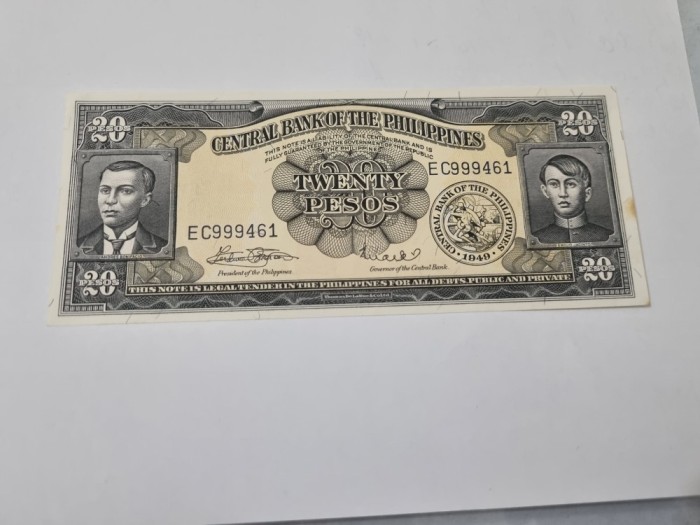 20 20
PESOS PESOS
CENTRAL BANK OF THE PHILIPPINES
THIS NOTE IS A LIABILITY OF THE CENTRAL BANK AND IS
FULLY GUARANTEED BY THE GOVERNMENT OF THE REPUBLIC
OF THE PHILIPPINES
EC999461
TWENTY
PESOS
CENTRAL BANK OF THE PHILIPPINES
· 1949 ·
EC999461
President of the Philippines
Governor of the Central Bank
20 20
PESOS PESOS
THIS NOTE IS LEGAL TENDER IN THE PHILIPPINES FOR ALL DEBTS PUBLIC AND PRIVATE